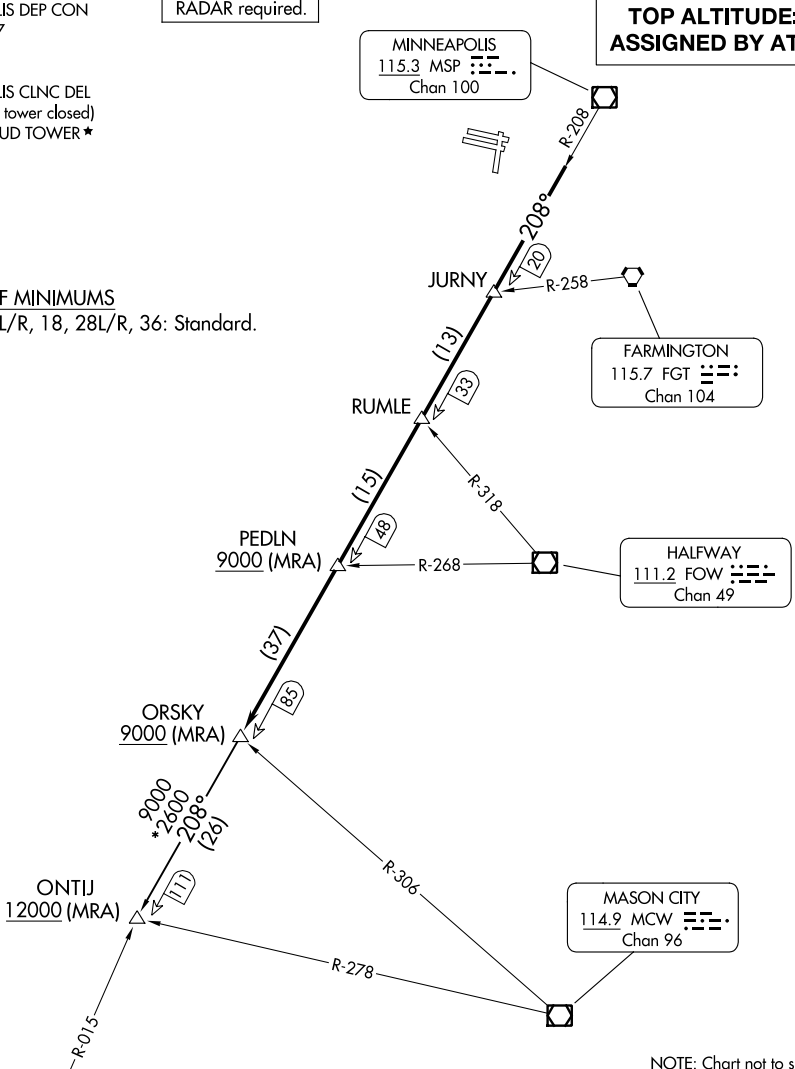 LIS DEP CON
RADAR required.
TOP ALTITUDE:
ASSIGNED BY AT
MINNEAPOLIS
115.3 MSP
Chan 100
LIS CLNC DEL
tower closed)
UD TOWER★
R-208
208°
JURNY
20
R-258
F MINIMUMS
L/R, 18, 28L/R, 36: Standard.
(13)
FARMINGTON
115.7 FGT
Chan 104
RUMLE
33
(15)
R-318
PEDLN
9000 (MRA)
48
R-268
HALFWAY
111.2 FOW
Chan 49
(37)
ORSKY
9000 (MRA)
85
9000
*2600
208°
(26)
R-306
ONTIJ
12000 (MRA)
111
MASON CITY
114.9 MCW
Chan 96
R-278
R-015
NOTE: Chart not to s